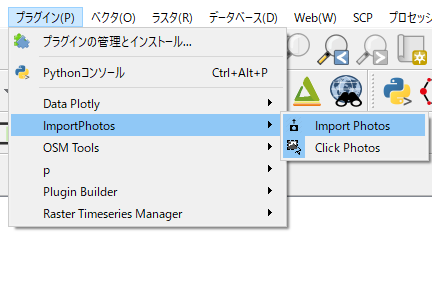 プラグイン(P) ベクタ(O) ラスタ(R) データベース(D) Web(W) SCP プロセッシ
プラグインの管理とインストール...
Pythonコンソール Ctrl+Alt+P
Data Plotly
ImportPhotos
Import Photos
OSM Tools
Click Photos
p
Plugin Builder
Raster Timeseries Manager